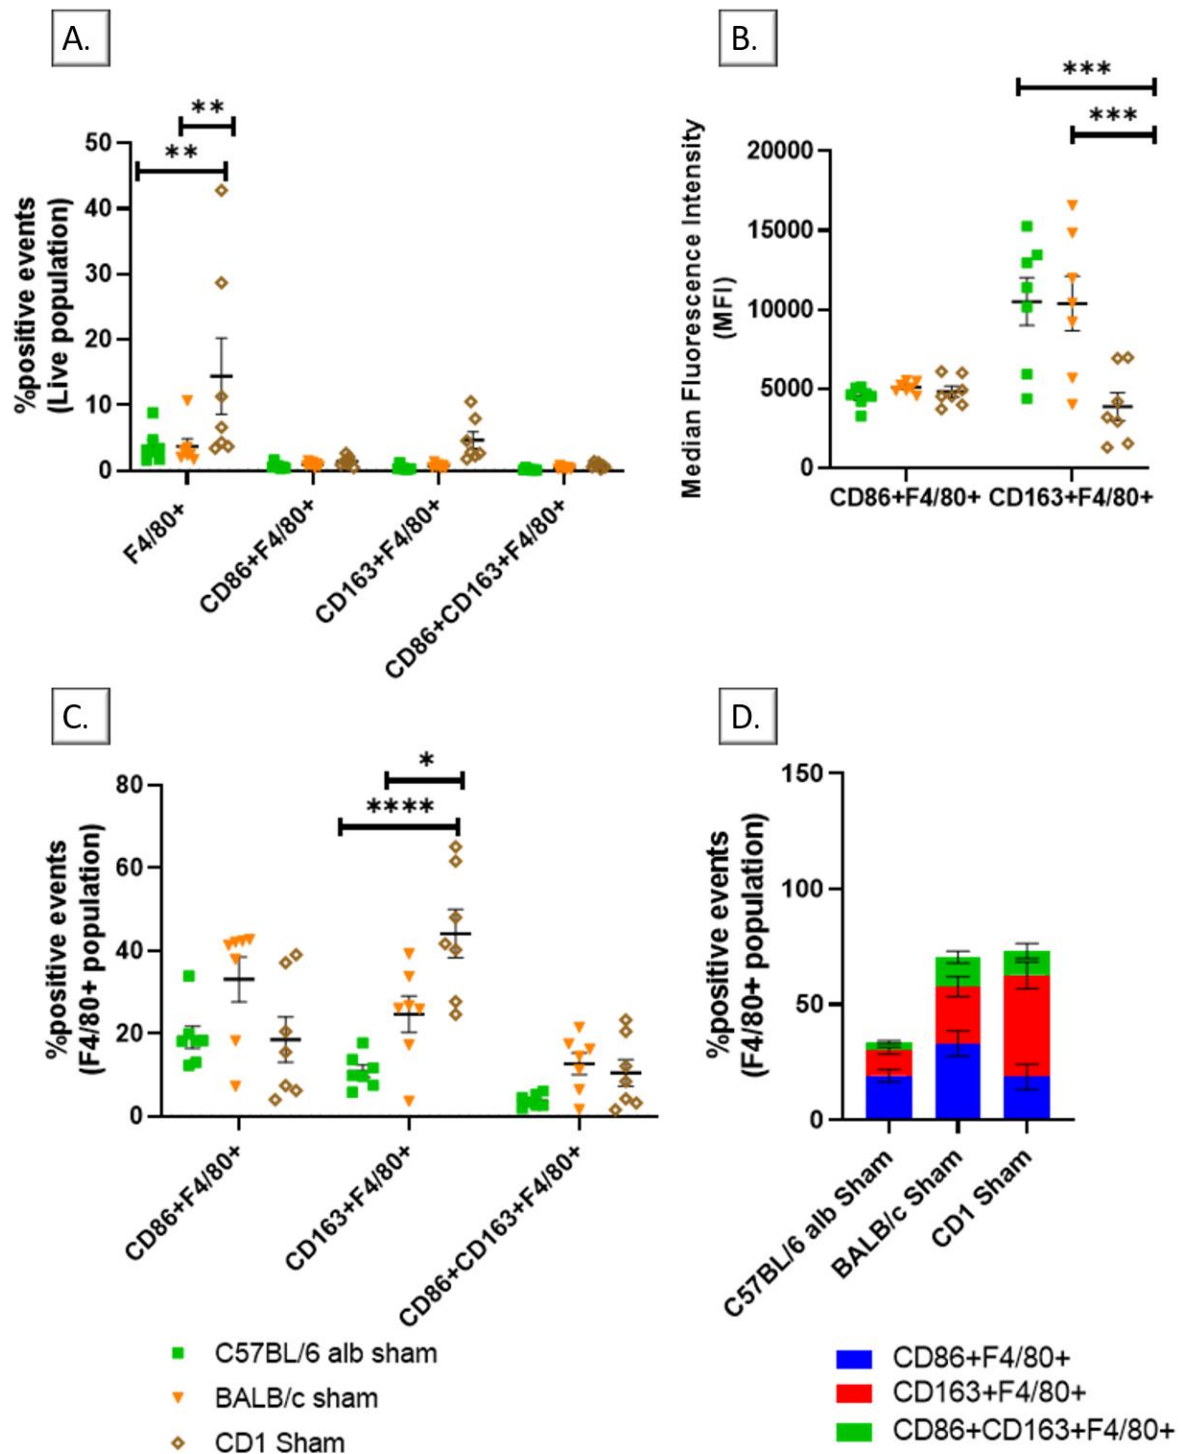 A.
**
**
%positive events
(Live population)
50
40
30
20
10
0
F4/80+
CD86+F4/80+
CD163+F4/80+
CD86+CD163+F4/80+
B.
***
***
Median Fluorescence Intensity
(MFI)
20000
15000
10000
5000
0
CD86+F4/80+ CD163+F4/80+
C.
*
****
%positive events
(F4/80+ population)
80
60
40
20
0
CD86+F4/80+
CD163+F4/80+
CD86+CD163+F4/80+
C57BL/6 alb sham
BALB/c sham
CD1 Sham
D.
%positive events
(F4/80+ population)
150
100
50
0
C57BL/6 alb Sham
BALB/c Sham
CD1 Sham
CD86+F4/80+
CD163+F4/80+
CD86+CD163+F4/80+